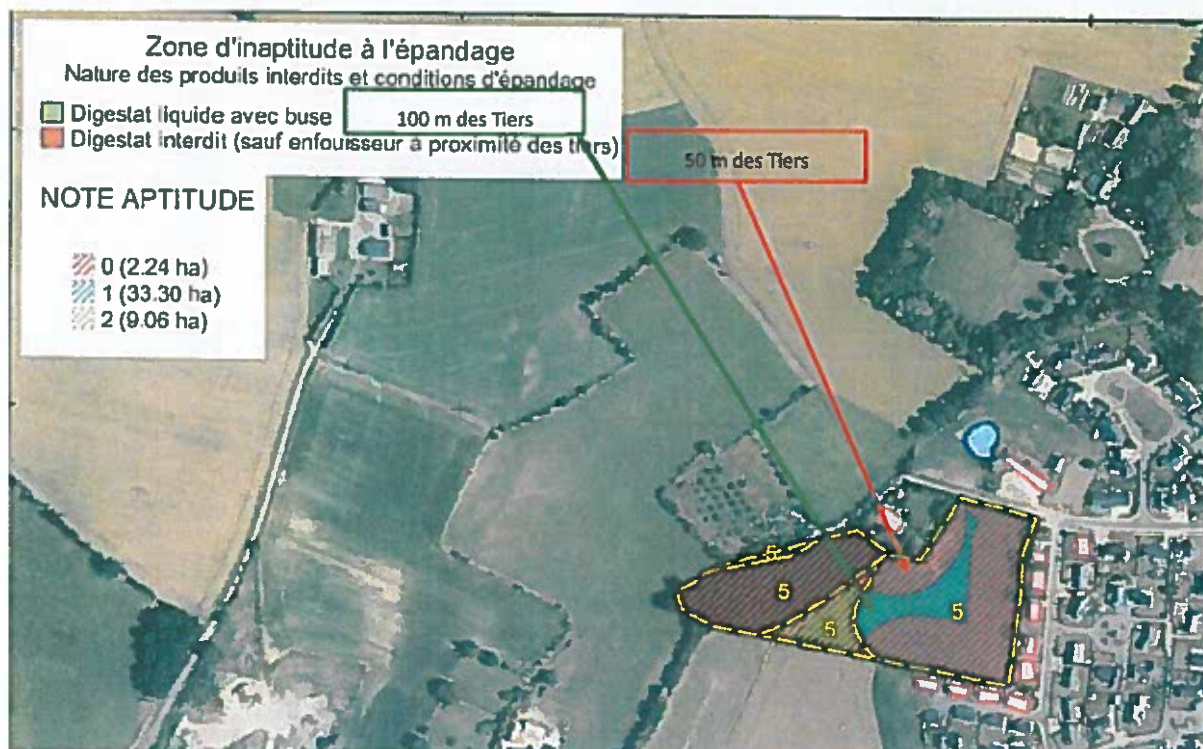 Zone d'inaptitude à l'épandage
Nature des produits interdits et conditions d'épandage
Digestat liquide avec buse
100 m des Tiers
Digestat interdit (sauf enfouisseur à proximité des tiers)
50 m des Tiers
NOTE APTITUDE
0 (2.24 ha)
1 (33.30 ha)
2 (9.06 ha)
5
5
5
5